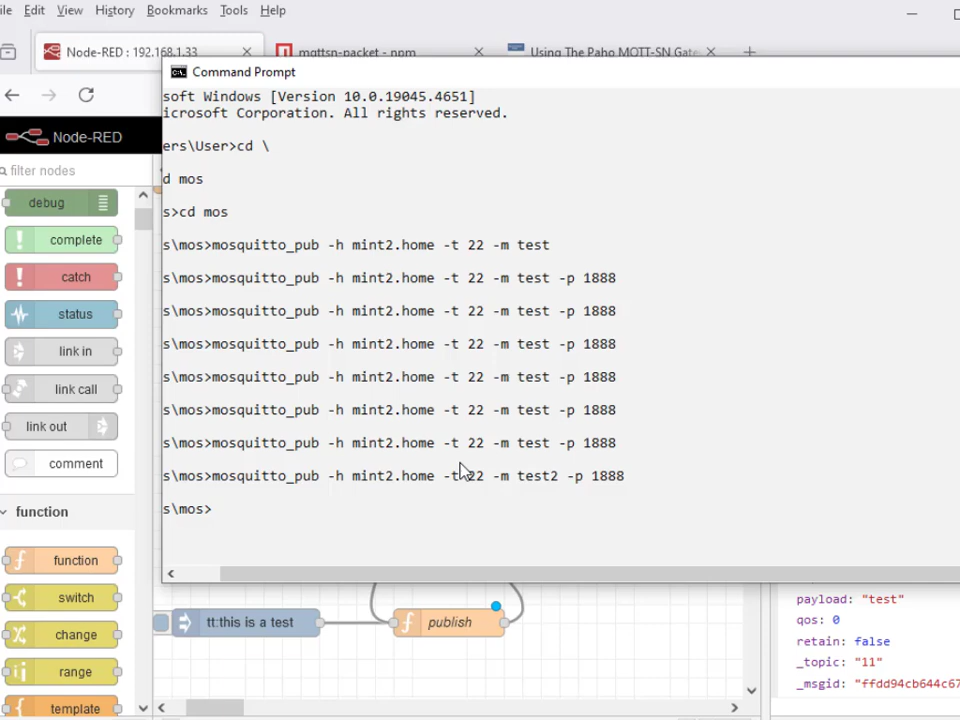 ile Edit View History Bookmarks Tools Help
Node-RED : 192.168.1.33
mqttsn-packet - npm
Using The Paho MQTT-SN Gate
Command Prompt
soft Windows [Version 10.0.19045.4651]
icrosoft Corporation. All rights reserved.
Node-RED
ers\User>cd \
filter nodes
d mos
debug
s>cd mos
complete
s\mos>mosquitto_pub -h mint2.home -t 22 -m test
catch
s\mos>mosquitto_pub -h mint2.home -t 22 -m test -p 1888
status
s\mos>mosquitto_pub -h mint2.home -t 22 -m test -p 1888
link in
s\mos>mosquitto_pub -h mint2.home -t 22 -m test -p 1888
link call
s\mos>mosquitto_pub -h mint2.home -t 22 -m test -p 1888
link out
s\mos>mosquitto_pub -h mint2.home -t 22 -m test -p 1888
s\mos>mosquitto_pub -h mint2.home -t 22 -m test -p 1888
comment
s\mos>mosquitto_pub -h mint2.home -t 22 -m test2 -p 1888
s\mos>
function
function
switch
change
range
template
tt:this is a test
publish
payload: "test"
qos: 0
retain: false
_topic: "11"
_msgid: "ffdd94cb644c67